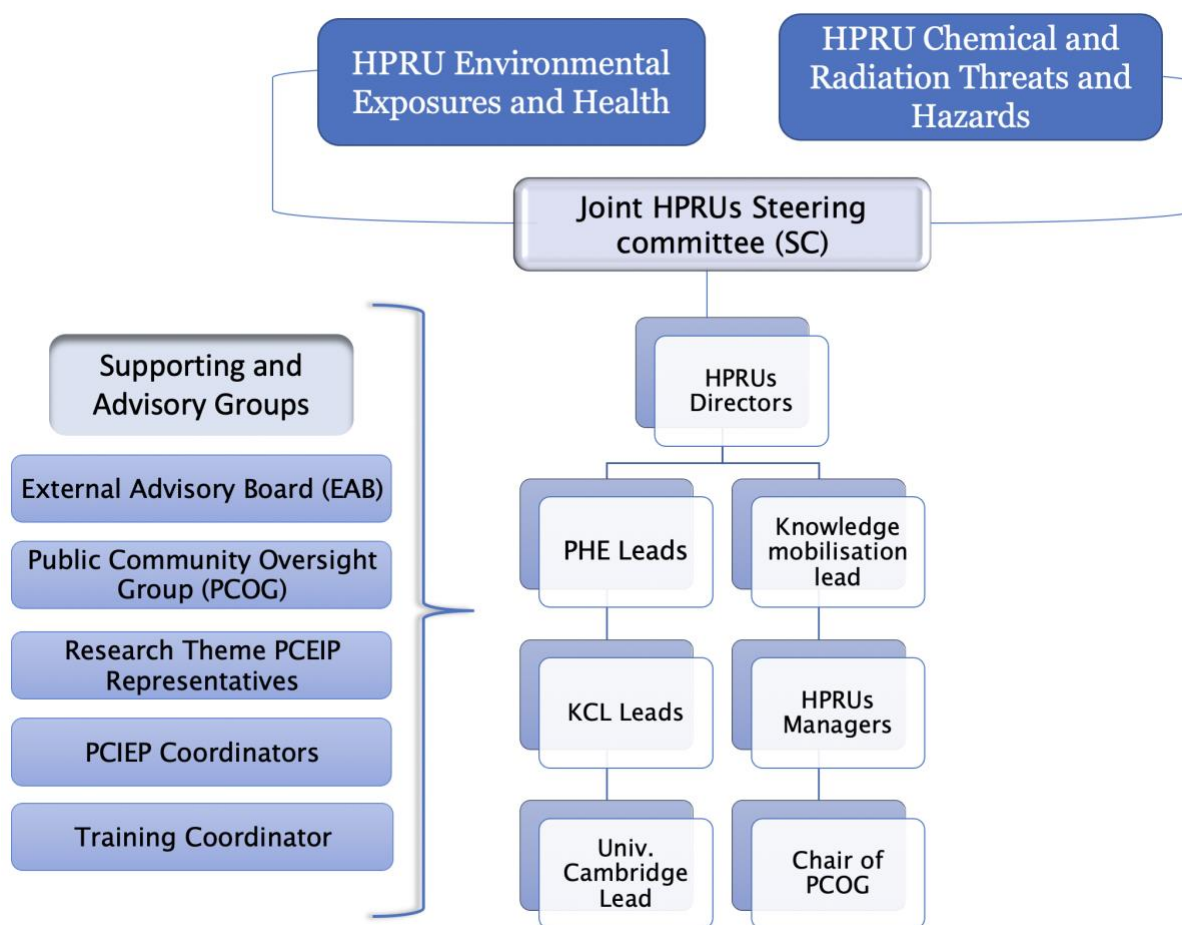 HPRU Environmental
Exposures and Health
HPRU Chemical and
Radiation Threats and
Hazards
Joint HPRUs Steering
committee (SC)
Supporting and
Advisory Groups
External Advisory Board (EAB)
Public Community Oversight
Group (PCOG)
Research Theme PCEIP
Representatives
PCIEP Coordinators
Training Coordinator
HPRUs
Directors
PHE Leads
Knowledge
mobilisation
lead
KCL Leads
HPRUs
Managers
Univ.
Cambridge
Lead
Chair of
PCOG